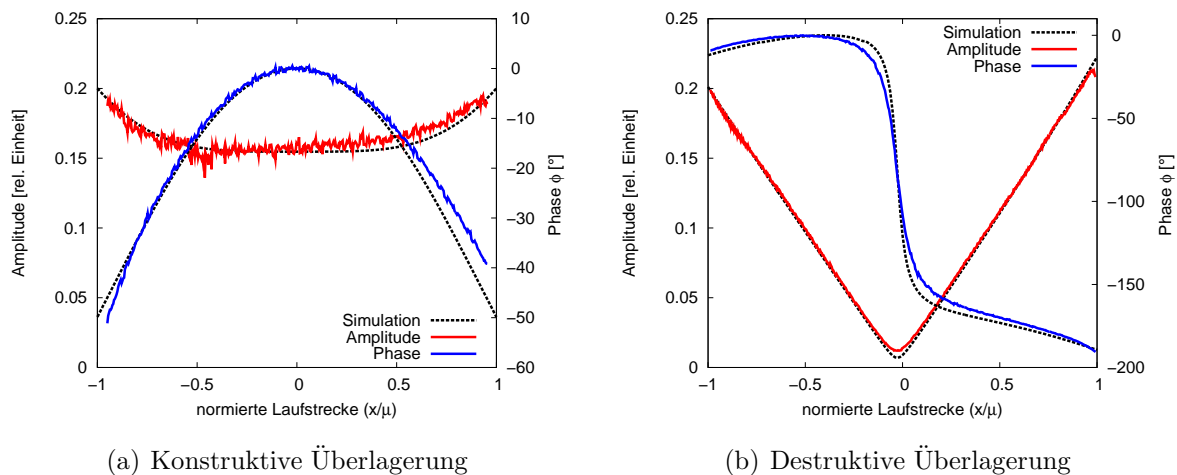 0.25
0.2
0.15
0.1
0.05
0
Amplitude [rel. Einheit]
10
0
−10
−20
−30
−40
−50
−60
Phase ϕ [°]
−1 −0.5 0 0.5 1
normierte Laufstrecke (x/μ)
Simulation
Amplitude
Phase
(a) Konstruktive Überlagerung
0.25
0.2
0.15
0.1
0.05
0
Amplitude [rel. Einheit]
0
−50
−100
−150
−200
Phase ϕ [°]
−1 −0.5 0 0.5 1
normierte Laufstrecke (x/μ)
Simulation
Amplitude
Phase
(b) Destruktive Überlagerung